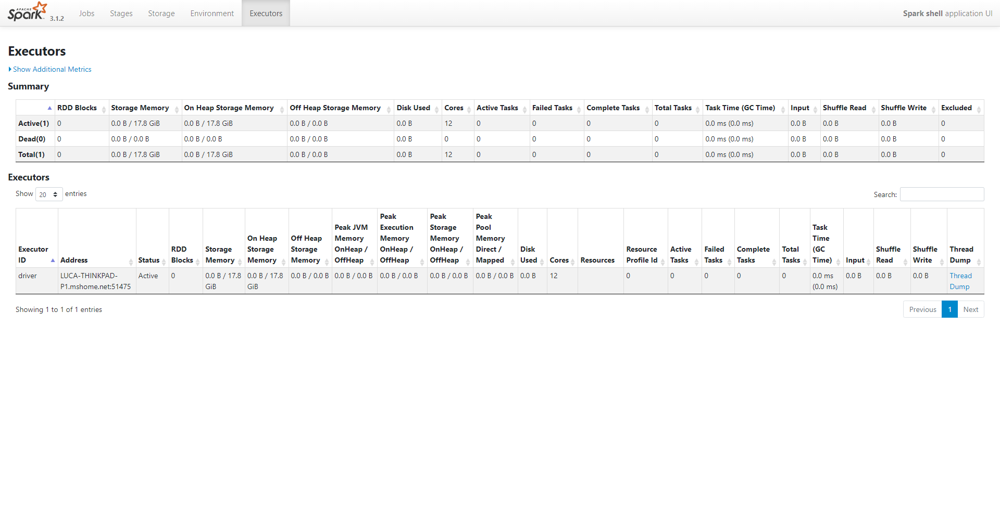 APACHE Spark 3.1.2 Jobs Stages Storage Environment Executors Spark shell application UI
Executors
Show Additional Metrics
Summary
RDD Blocks Storage Memory On Heap Storage Memory Off Heap Storage Memory Disk Used Cores Active Tasks Failed Tasks Complete Tasks Total Tasks Task Time (GC Time) Input Shuffle Read Shuffle Write Excluded
Active(1) 0 0.0 B / 17.8 GiB 0.0 B / 17.8 GiB 0.0 B / 0.0 B 0.0 B 12 0 0 0 0 0.0 ms (0.0 ms) 0.0 B 0.0 B 0.0 B 0
Dead(0) 0 0.0 B / 0.0 B 0.0 B / 0.0 B 0.0 B / 0.0 B 0.0 B 0 0 0 0 0 0.0 ms (0.0 ms) 0.0 B 0.0 B 0.0 B 0
Total(1) 0 0.0 B / 17.8 GiB 0.0 B / 17.8 GiB 0.0 B / 0.0 B 0.0 B 12 0 0 0 0 0.0 ms (0.0 ms) 0.0 B 0.0 B 0.0 B 0
Executors
Show 20 entries Search:
Peak Peak Peak
Peak JVM Execution Storage Pool Task
On Heap Off Heap Memory Memory Memory Memory Time
Executor RDD Storage Storage Storage OnHeap / OnHeap / OnHeap / Direct / Disk Resource Active Failed Complete Total (GC Shuffle Shuffle Thread
ID Address Status Blocks Memory Memory Memory OffHeap OffHeap OffHeap Mapped Used Cores Resources Profile Id Tasks Tasks Tasks Tasks Time) Input Read Write Dump
driver LUCA-THINKPAD- Active 0 0.0 B / 17.8 0.0 B / 17.8 0.0 B / 0.0 B 0.0 B / 0.0 B 0.0 B / 0.0 B 0.0 B / 0.0 B 0.0 B / 0.0 B 0.0 B 12 0 0 0 0 0 0.0 ms 0.0 B 0.0 B 0.0 B Thread
P1.mshome.net:51475 GiB GiB (0.0 ms) Dump
Showing 1 to 1 of 1 entries Previous 1 Next